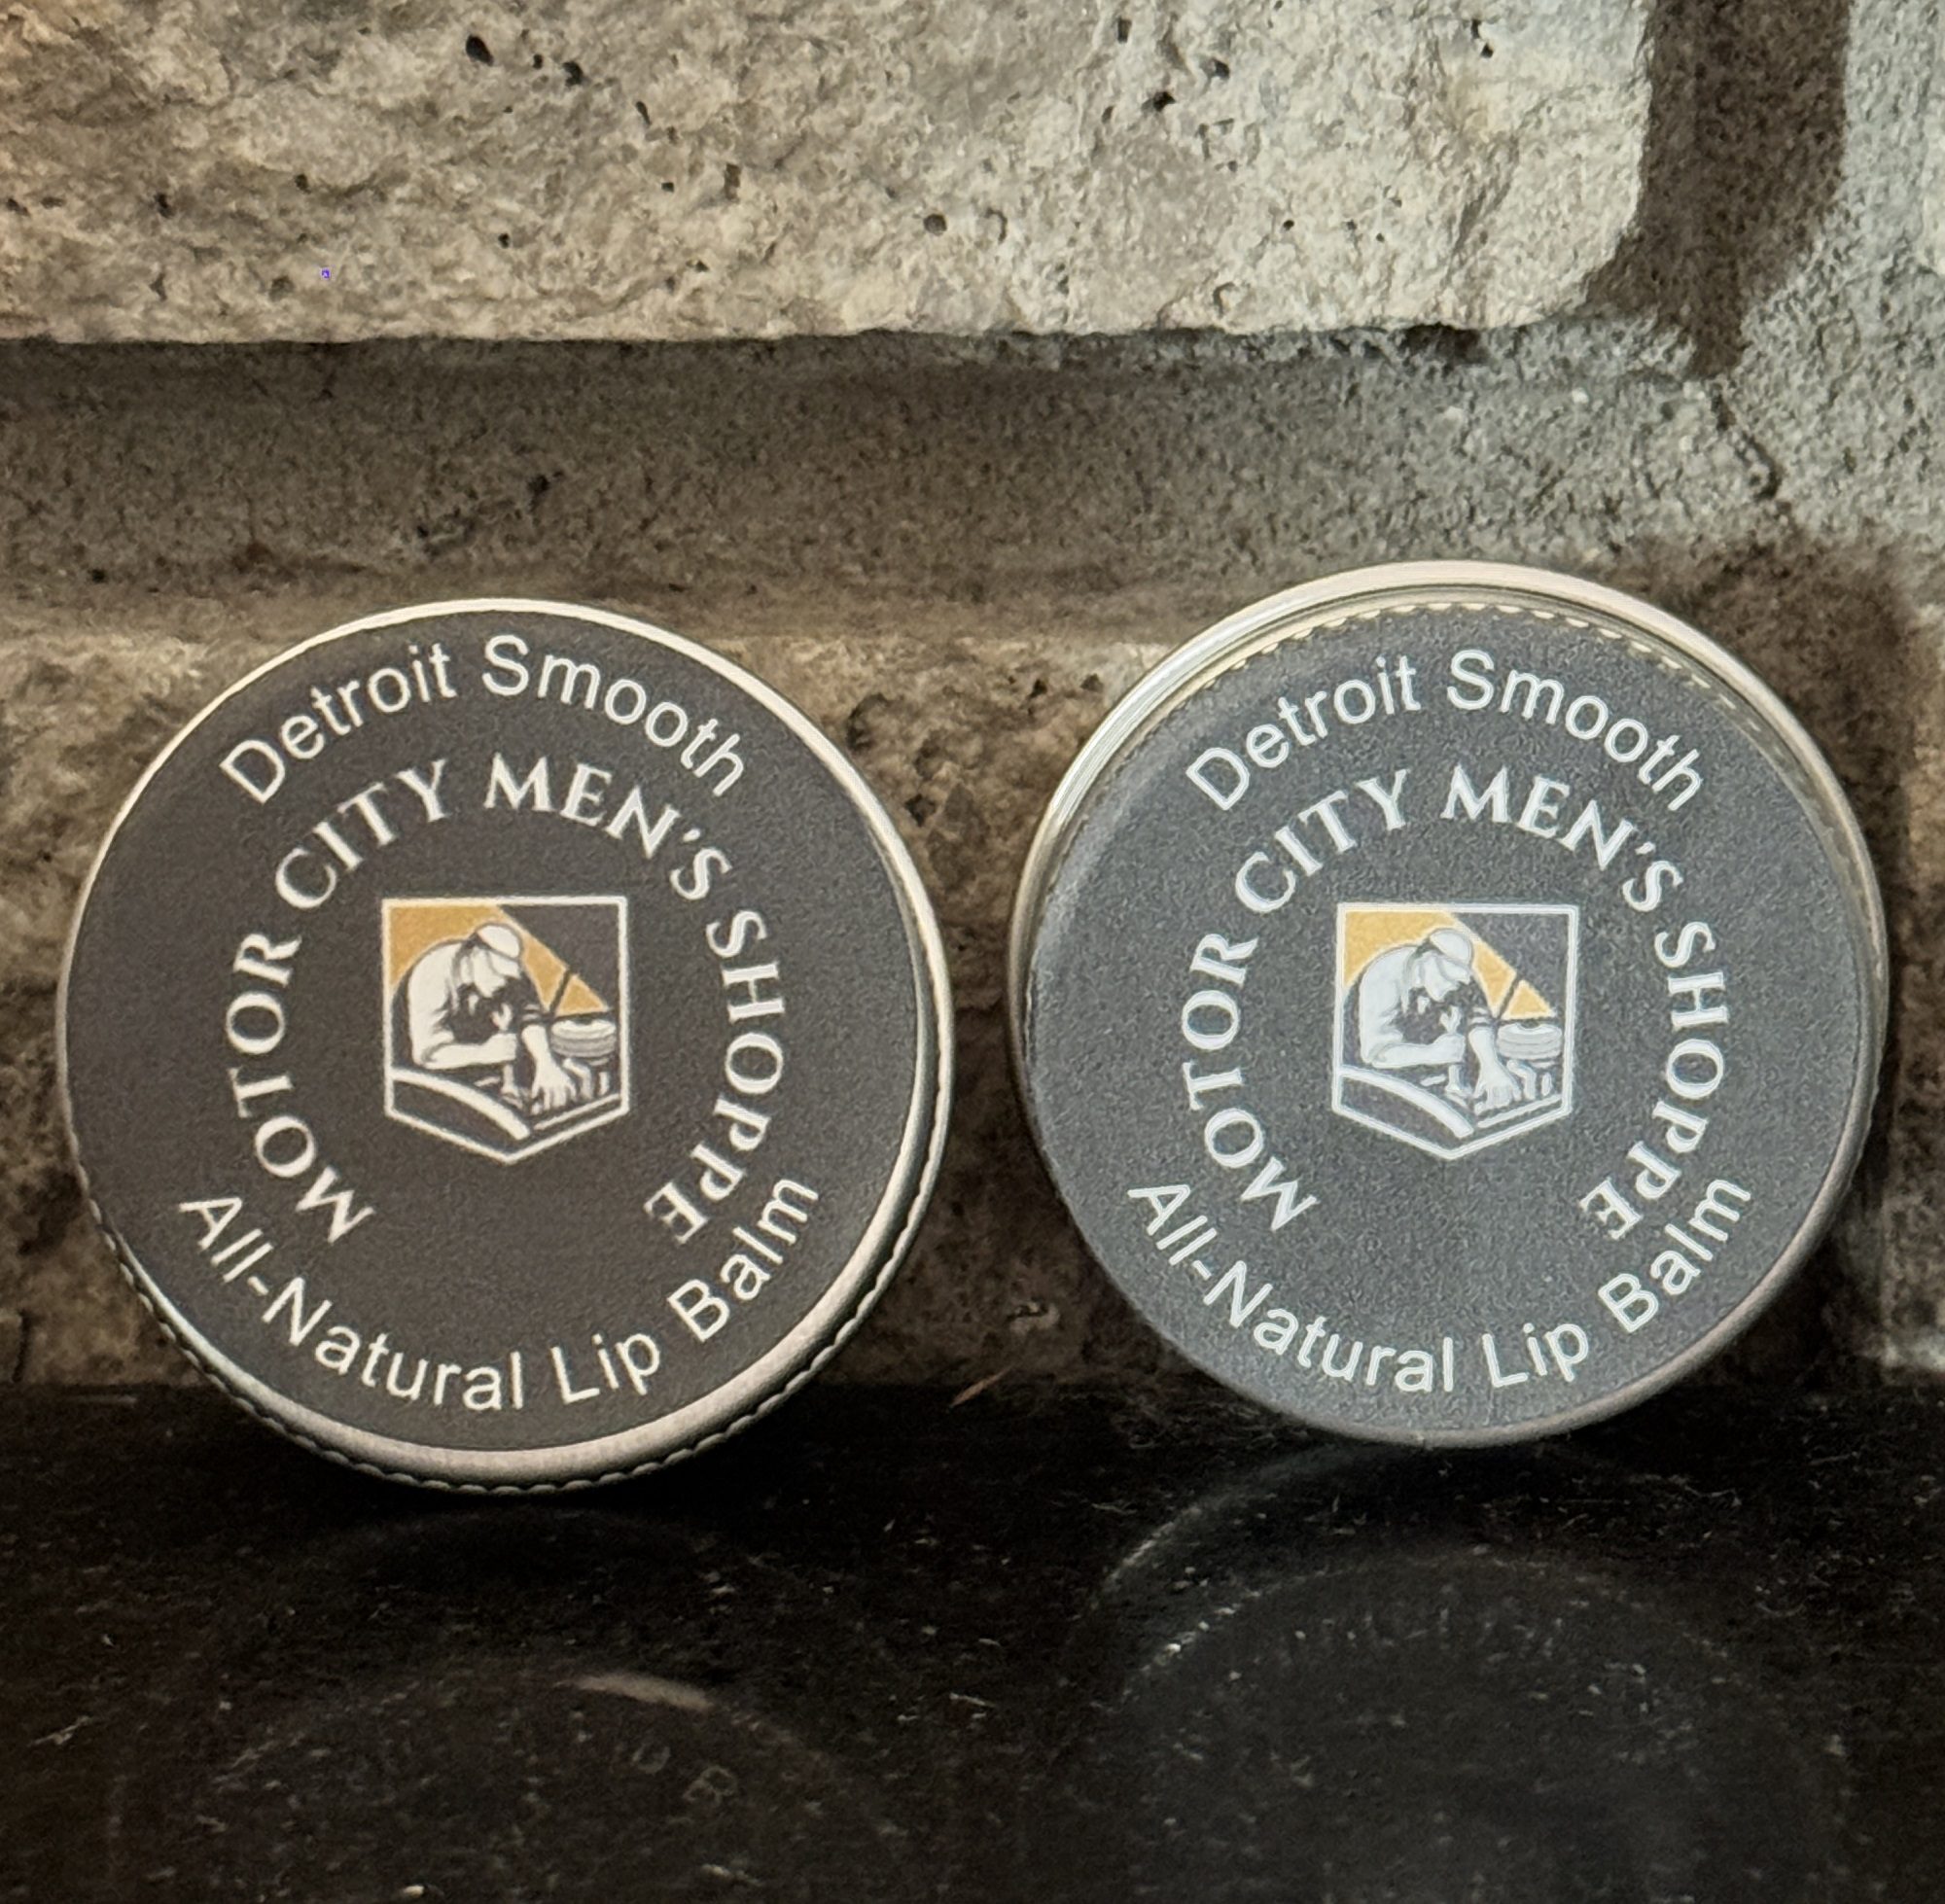 Detroit Smooth
MOTOR CITY MEN'S SHOPPE
All-Natural Lip Balm
Detroit Smooth
MOTOR CITY MEN'S SHOPPE
All-Natural Lip Balm